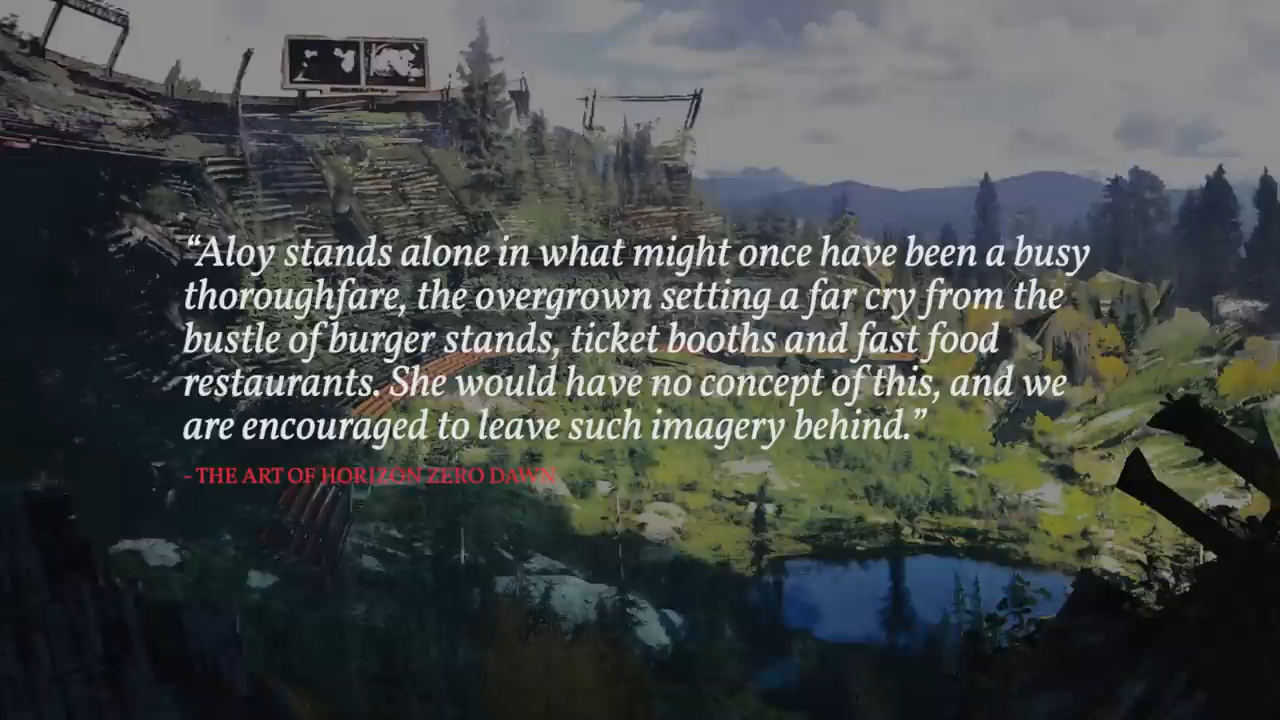 “Aloy stands alone in what might once have been a busy
thoroughfare, the overgrown setting a far cry from the
bustle of burger stands, ticket booths and fast food
restaurants. She would have no concept of this, and we
are encouraged to leave such imagery behind.”
- THE ART OF HORIZON ZERO DAWN